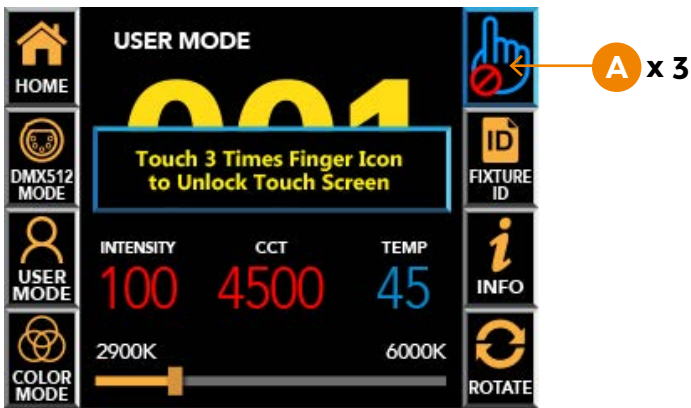 HOME
DMX512
MODE
USER
MODE
COLOR
MODE
USER MODE
001
Touch 3 Times Finger Icon
to Unlock Touch Screen
INTENSITY CCT TEMP
100 4500 45
2900K 6000K
A x 3
ID
FIXTURE
ID
i
INFO
ROTATE